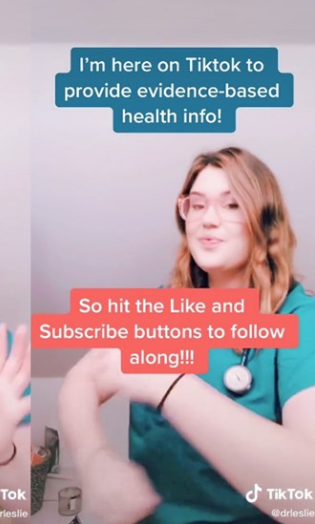 I'm here on Tiktok to
provide evidence-based
health info!
So hit the Like and
Subscribe buttons to follow
along!!!
Tok
rleslie
TikTok
@drleslie